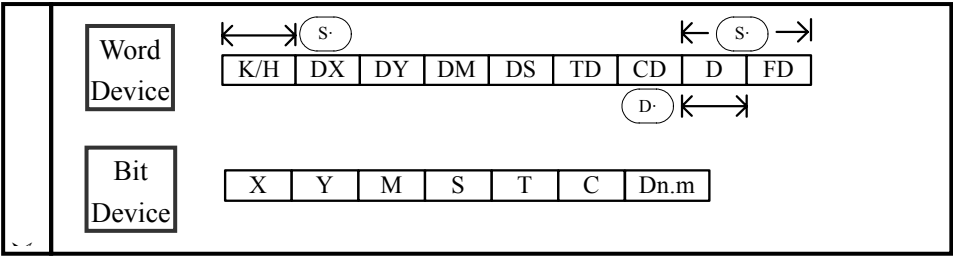 Word Device
S·
S·
K/H DX DY DM DS TD CD D FD
D·
Bit Device
X Y M S T C Dn.m